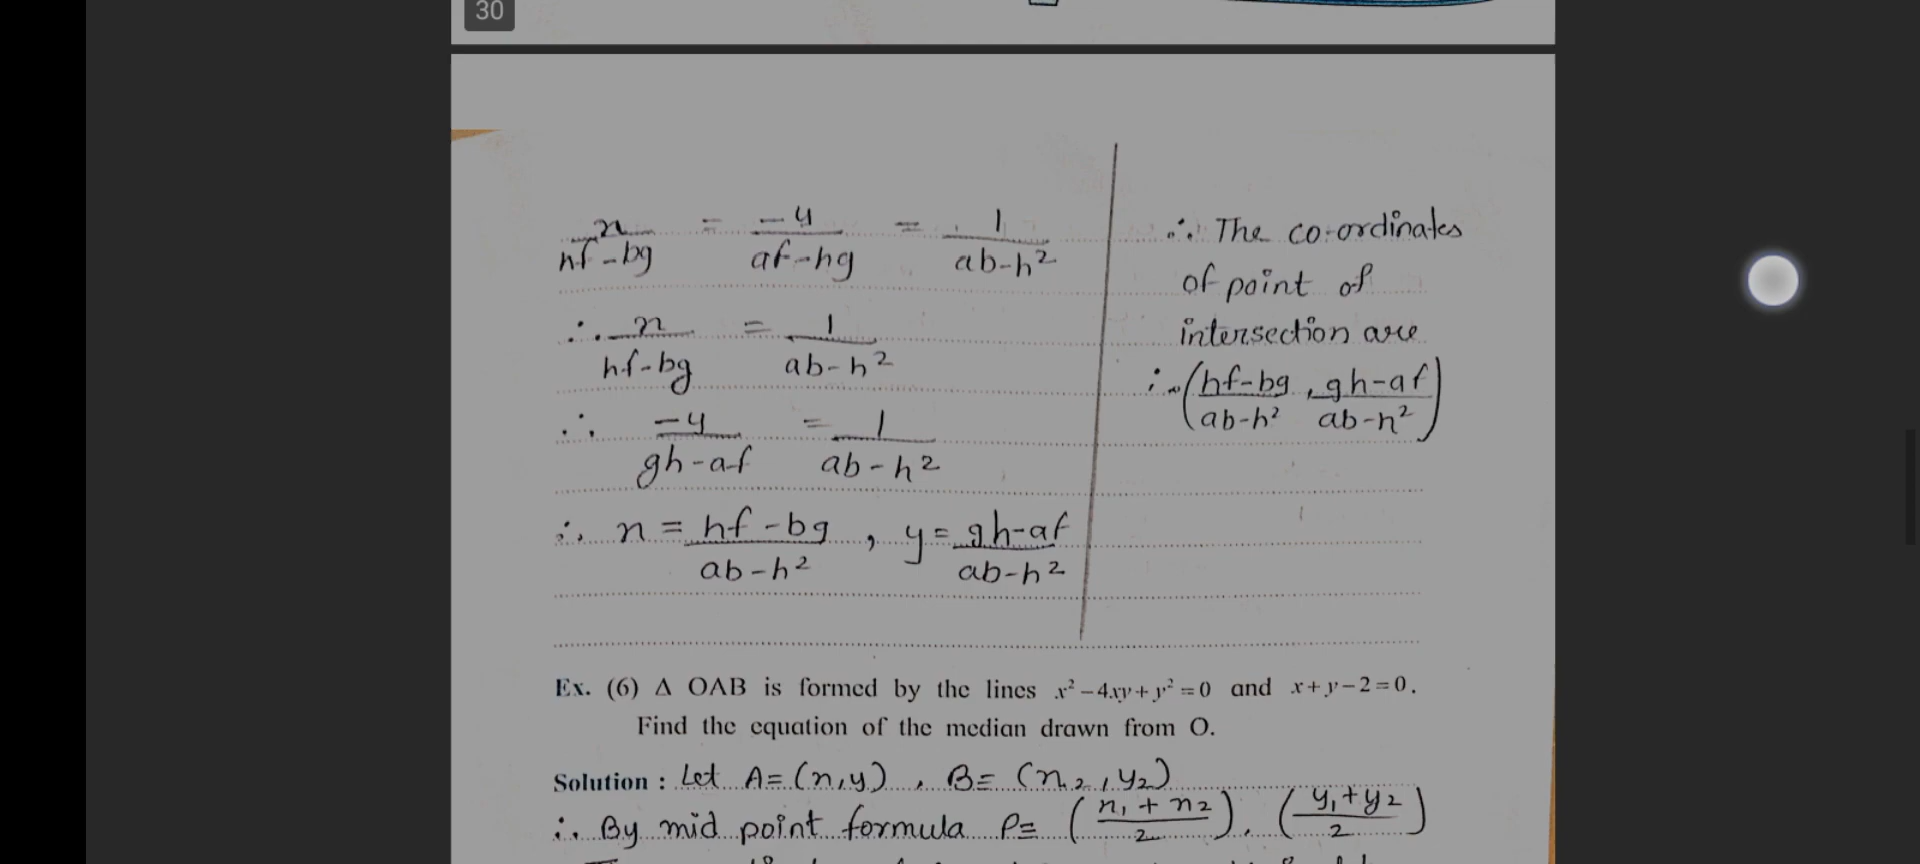 30
n/hf-bg = -y/af-hg = 1/ab-h²
∴ n/hf-bg = 1/ab-h²
∴ -y/gh-af = 1/ab-h²
∴ n = hf-bg/ab-h² , y = gh-af/ab-h²
∴ The co-ordinates
of point of
intersection are
∴ (hf-bg/ab-h² , gh-af/ab-h²)
Ex. (6) Δ OAB is formed by the lines x² – 4xy + y² = 0 and x + y – 2 = 0.
Find the equation of the median drawn from O.
Solution : Let A = (n,y) , B = (n₂, y₂)
∴ By mid point formula P = (n₁ + n₂/2), (y₁ + y₂/2)